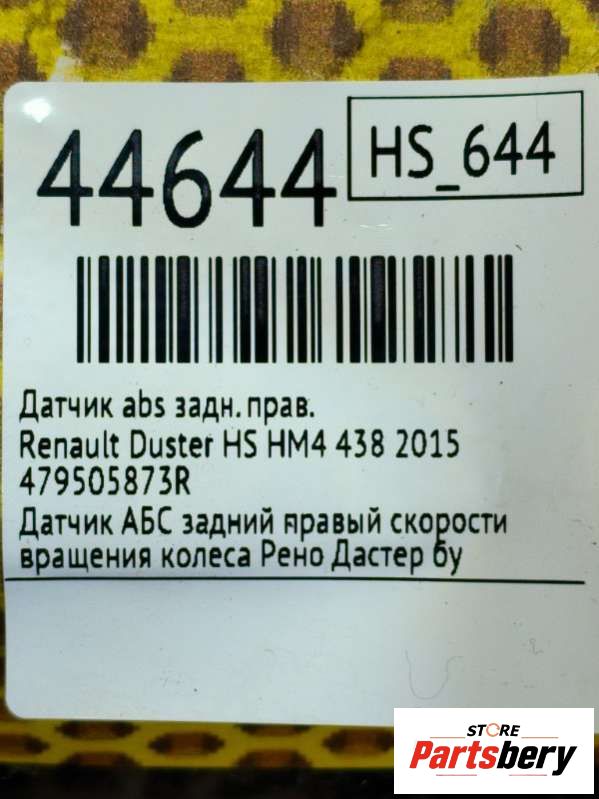 44644
HS_644
Датчик abs задн. прав.
Renault Duster HS HM4 438 2015
479505873R
Датчик АБС задний правый скорости
вращения колеса Рено Дастер бу
STORE
Partsbery